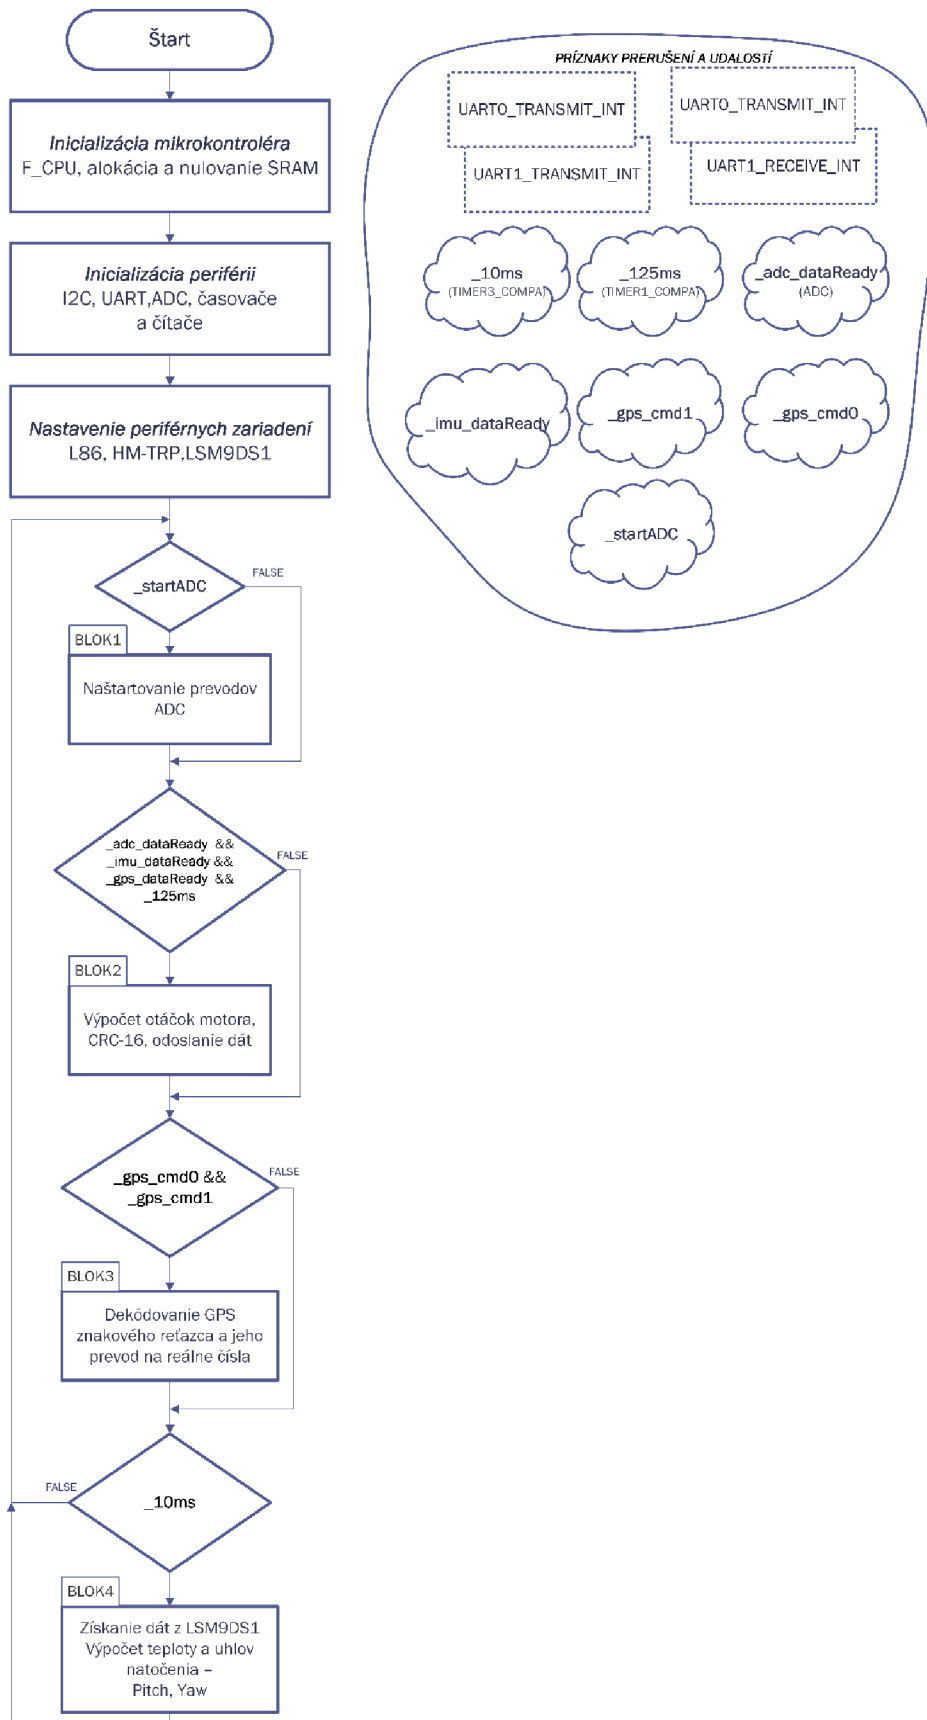 Štart
Inicializácia mikrokontroléra
F_CPU, alokácia a nulovanie SRAM
Inicializácia periférii
I2C, UART,ADC, časovače
a čítače
Nastavenie periférnych zariadení
L86, HM-TRP,LSM9DS1
_startADC
FALSE
BLOK1
Naštartovanie prevodov
ADC
_adc_dataReady &&
_imu_dataReady &&
_gps_dataReady &&
_125ms
FALSE
BLOK2
Výpočet otáčok motora,
CRC-16, odoslanie dát
_gps_cmd0 &&
_gps_cmd1
FALSE
BLOK3
Dekódovanie GPS
znakového reťazca a jeho
prevod na reálne čísla
_10ms
FALSE
BLOK4
Získanie dát z LSM9DS1
Výpočet teploty a uhlov
natočenia –
Pitch, Yaw
PRÍZNAKY PRERUŠENÍ A UDALOSTÍ
UART0_TRANSMIT_INT
UART1_TRANSMIT_INT
UART0_TRANSMIT_INT
UART1_RECEIVE_INT
_10ms
(TIMER3_COMPA)
_125ms
(TIMER1_COMPA)
_adc_dataReady
(ADC)
_imu_dataReady
_gps_cmd1
_gps_cmd0
_startADC